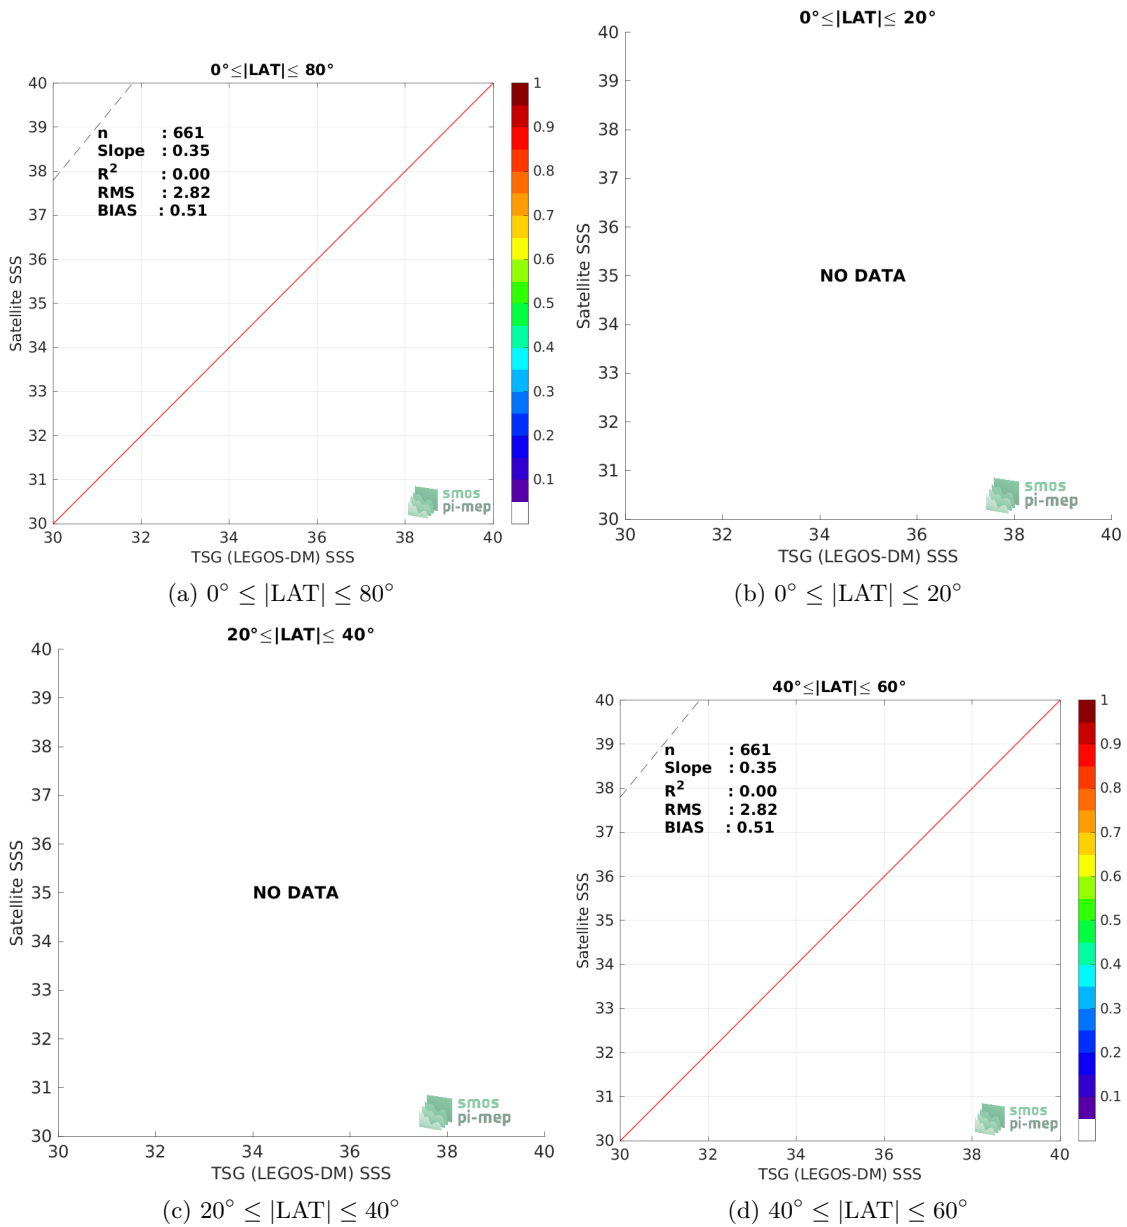 0°≤|LAT|≤ 80°
n : 661
Slope : 0.35
R² : 0.00
RMS : 2.82
BIAS : 0.51
40
39
38
37
36
35
34
33
32
31
30
Satellite SSS
30 32 34 36 38 40
TSG (LEGOS-DM) SSS
1
0.9
0.8
0.7
0.6
0.5
0.4
0.3
0.2
0.1
smos
pi-mep
(a) 0° ≤ |LAT| ≤ 80°
0°≤|LAT|≤ 20°
40
39
38
37
36
35
34
33
32
31
30
Satellite SSS
NO DATA
30 32 34 36 38 40
TSG (LEGOS-DM) SSS
smos
pi-mep
(b) 0° ≤ |LAT| ≤ 20°
20°≤|LAT|≤ 40°
40
39
38
37
36
35
34
33
32
31
30
Satellite SSS
NO DATA
30 32 34 36 38 40
TSG (LEGOS-DM) SSS
smos
pi-mep
(c) 20° ≤ |LAT| ≤ 40°
40°≤|LAT|≤ 60°
n : 661
Slope : 0.35
R² : 0.00
RMS : 2.82
BIAS : 0.51
40
39
38
37
36
35
34
33
32
31
30
Satellite SSS
30 32 34 36 38 40
TSG (LEGOS-DM) SSS
1
0.9
0.8
0.7
0.6
0.5
0.4
0.3
0.2
0.1
smos
pi-mep
(d) 40° ≤ |LAT| ≤ 60°